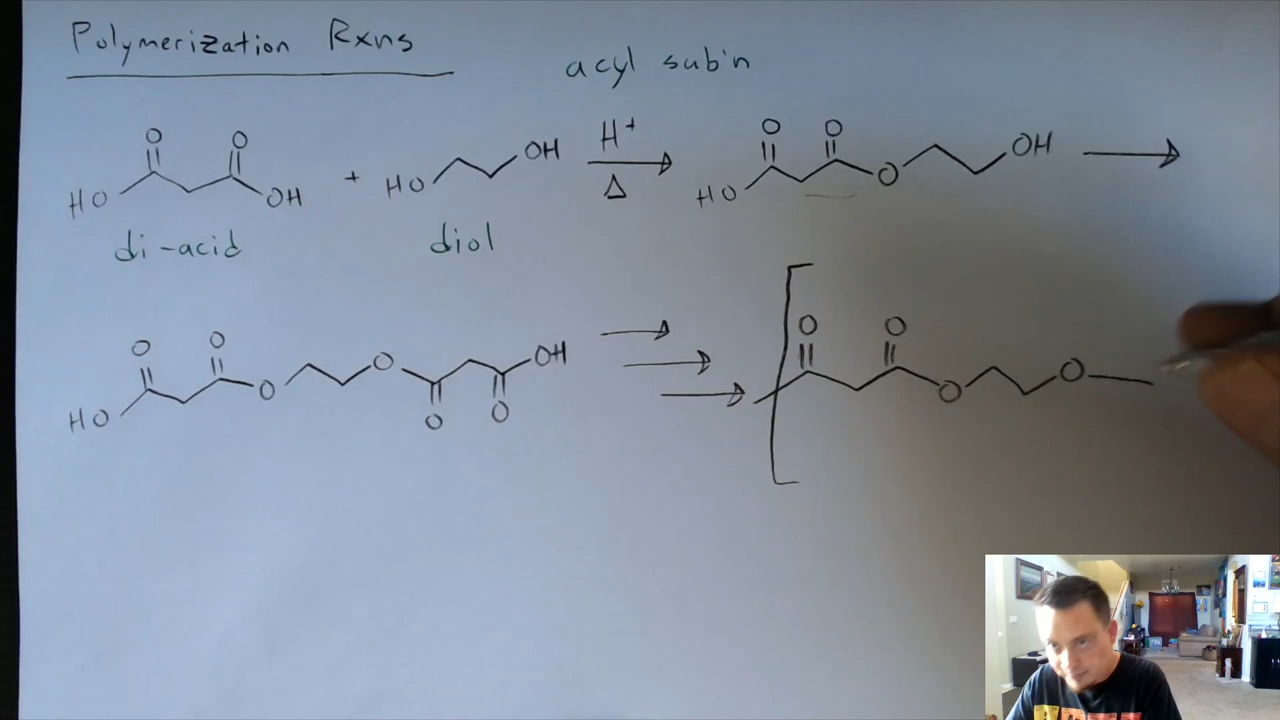 Polymerization Rxns
acyl sub'n
O O
HO OH + HO OH H+ Δ O O HO O OH
di-acid diol
O O HO O O O O OH
O O O O